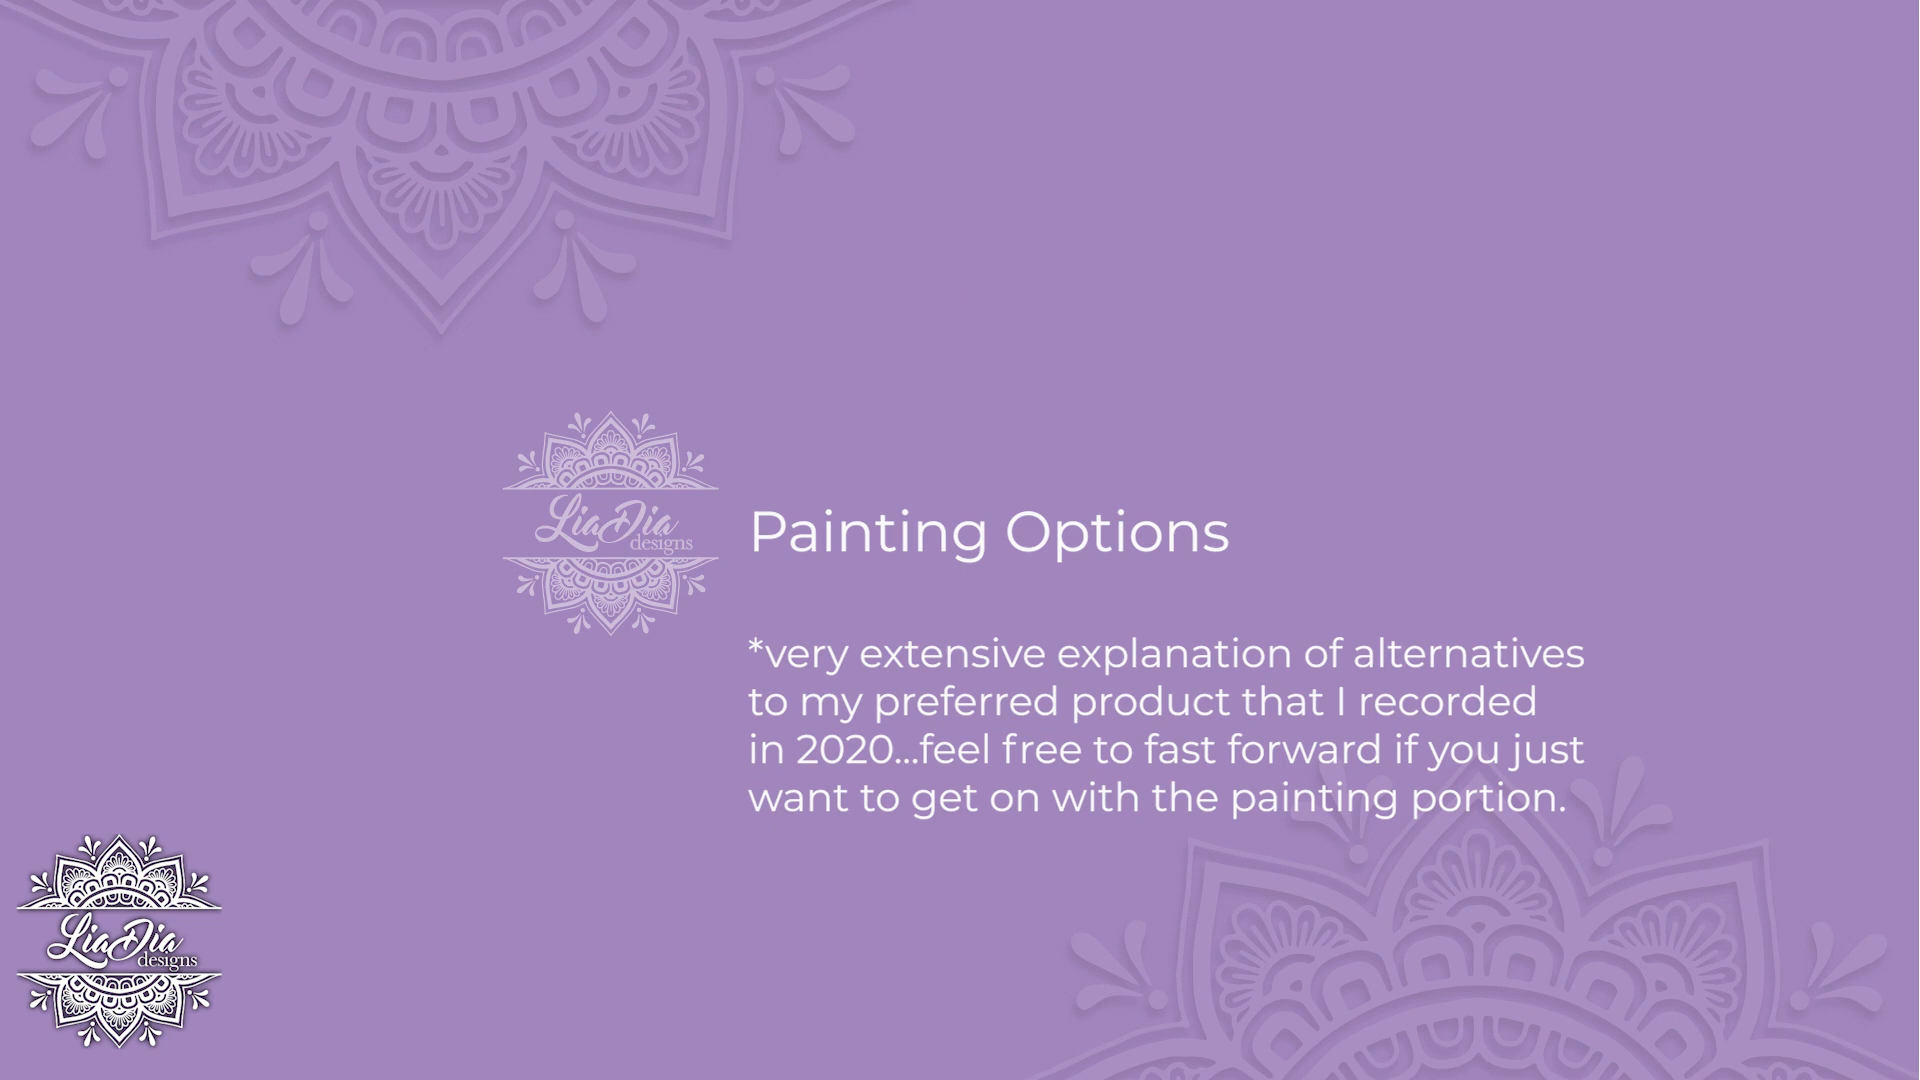 LiaDia
designs
Painting Options
*very extensive explanation of alternatives
to my preferred product that I recorded
in 2020...feel free to fast forward if you just
want to get on with the painting portion.
LiaDia
designs